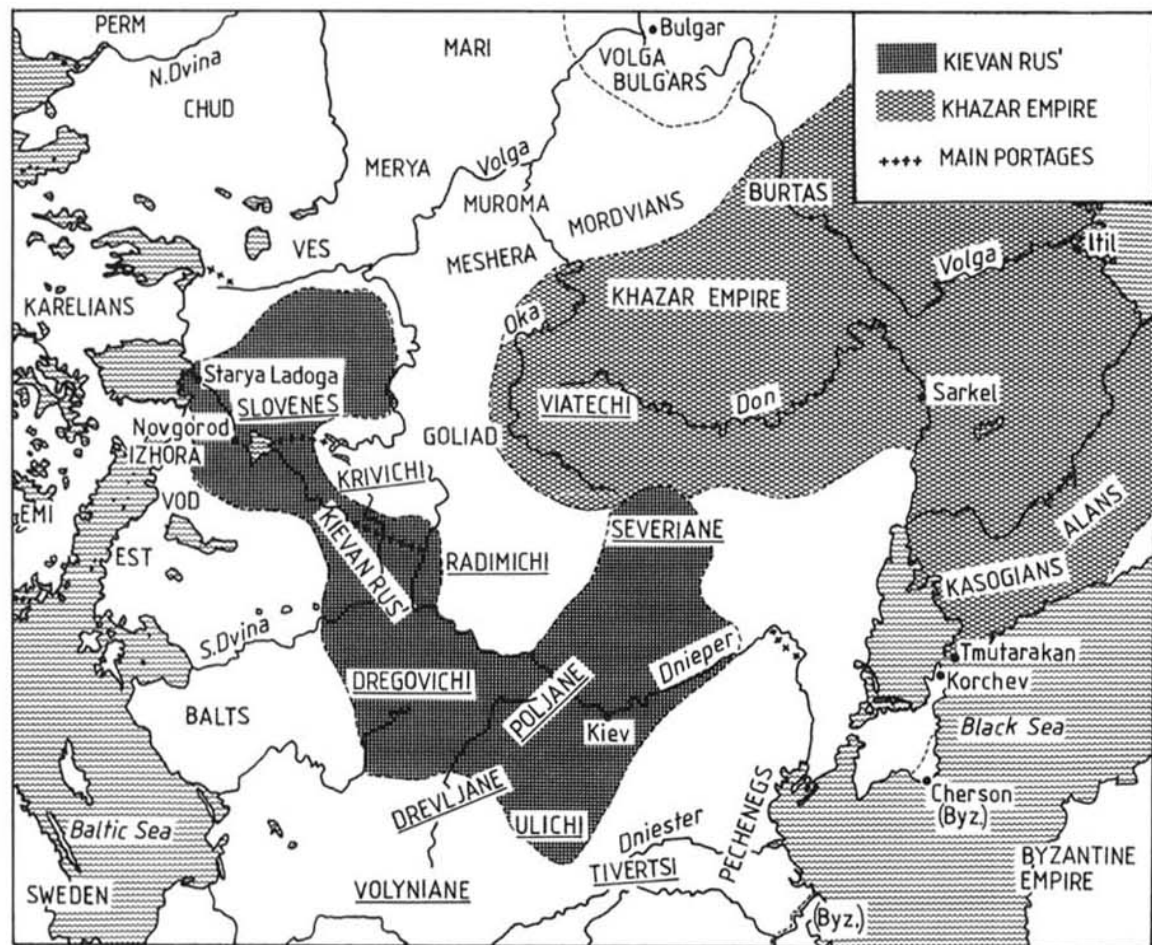 PERM
N. Dvina
CHUD
MARI
Bulgar
VOLGA
BULGARS
KIEVAN RUS'
KHAZAR EMPIRE
MAIN PORTAGES
MERYA
Volga
MUROMA
MORDVIANS
BURTAS
VES
MESHERA
Volga
Itil
KARELIANS
Oka
KHAZAR EMPIRE
Starya Ladoga
SLOVENES
VIATECHI
Don
Sarkel
Novgorod
IZHORA
GOLIAD
KRIVICHI
EMI
VOD
EST
KIEVAN RUS'
RADIMICHI
SEVERIANE
ALANS
KASOGIANS
S. Dvina
DREGOVICHI
POLJANE
Dnieper
Tmutarakan
Korchev
BALTS
Kiev
Black Sea
DREVLJANE
ULICHI
Dniester
PECHENEGS
Cherson
(Byz.)
Baltic Sea
TIVERTSI
BYZANTINE
EMPIRE
SWEDEN
VOLYNIANE
(Byz.)